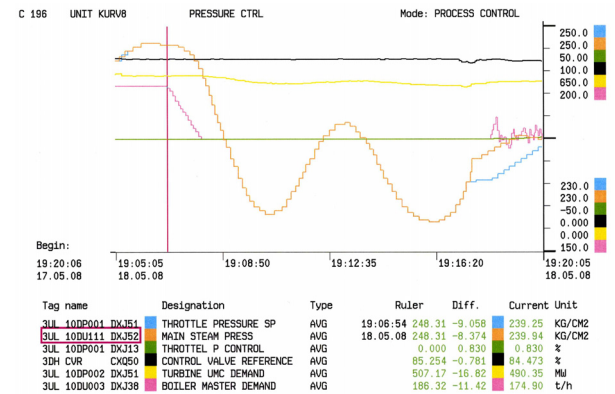 C 196 UNIT KURV8 PRESSURE CTRL Mode: PROCESS CONTROL
250.0
250.0
50.00
100.0
650.0
200.0
230.0
230.0
-50.0
0.000
0.000
150.0
Begin:
19:20:06 19:05:05 19:08:50 19:12:35 19:16:20 19:20:05
17.05.08 18.05.08 18.05.08
Tag name Designation Type Ruler Diff. Current Unit
3UL 10DP001 DXJ51 THROTTLE PRESSURE SP AVG 19:06:54 248.31 -9.058 239.25 KG/CM2
3UL 10DU111 DXJ52 MAIN STEAM PRESS AVG 18.05.08 248.31 -8.374 239.94 KG/CM2
3UL 10DP001 DXJ13 THROTTEL P CONTROL AVG 0.000 0.830 0.830 %
3DH CVR CXQ50 CONTROL VALVE REFERENCE AVG 85.254 -0.781 84.473 %
3UL 10DP002 DXJ51 TURBINE UMC DEMAND AVG 507.17 -16.82 490.35 MW
3UL 10DU003 DXJ38 BOILER MASTER DEMAND AVG 186.32 -11.42 174.90 t/h